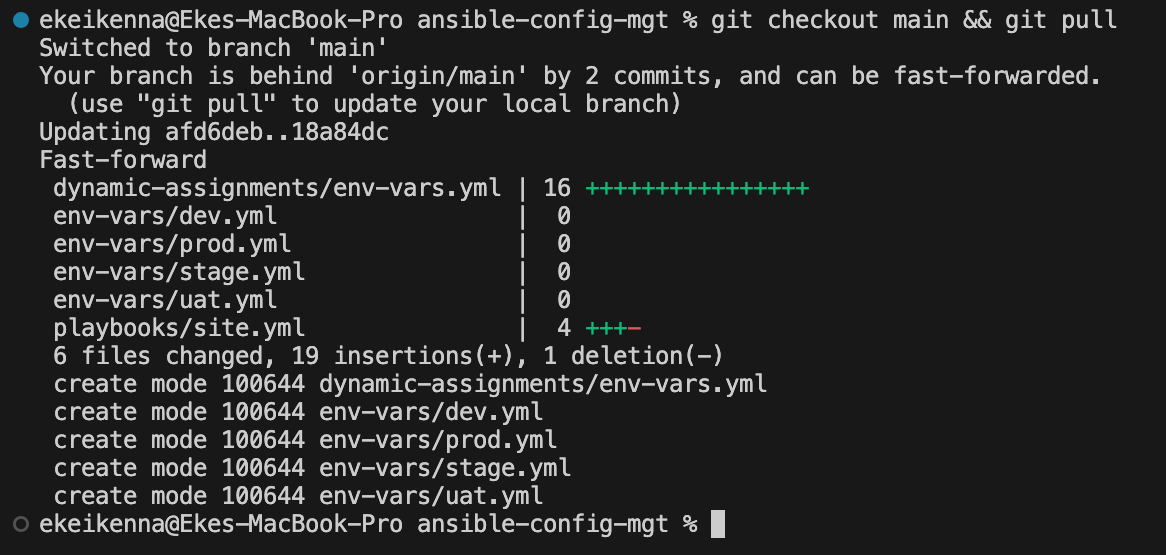 ekeikenna@Ekes-MacBook-Pro ansible-config-mgt % git checkout main && git pull
Switched to branch 'main'
Your branch is behind 'origin/main' by 2 commits, and can be fast-forwarded.
  (use "git pull" to update your local branch)
Updating afd6deb..18a84dc
Fast-forward
 dynamic-assignments/env-vars.yml | 16 ++++++++++++++++
 env-vars/dev.yml                 |  0
 env-vars/prod.yml                |  0
 env-vars/stage.yml               |  0
 env-vars/uat.yml                 |  0
 playbooks/site.yml               |  4 +++-
 6 files changed, 19 insertions(+), 1 deletion(-)
 create mode 100644 dynamic-assignments/env-vars.yml
 create mode 100644 env-vars/dev.yml
 create mode 100644 env-vars/prod.yml
 create mode 100644 env-vars/stage.yml
 create mode 100644 env-vars/uat.yml
ekeikenna@Ekes-MacBook-Pro ansible-config-mgt %